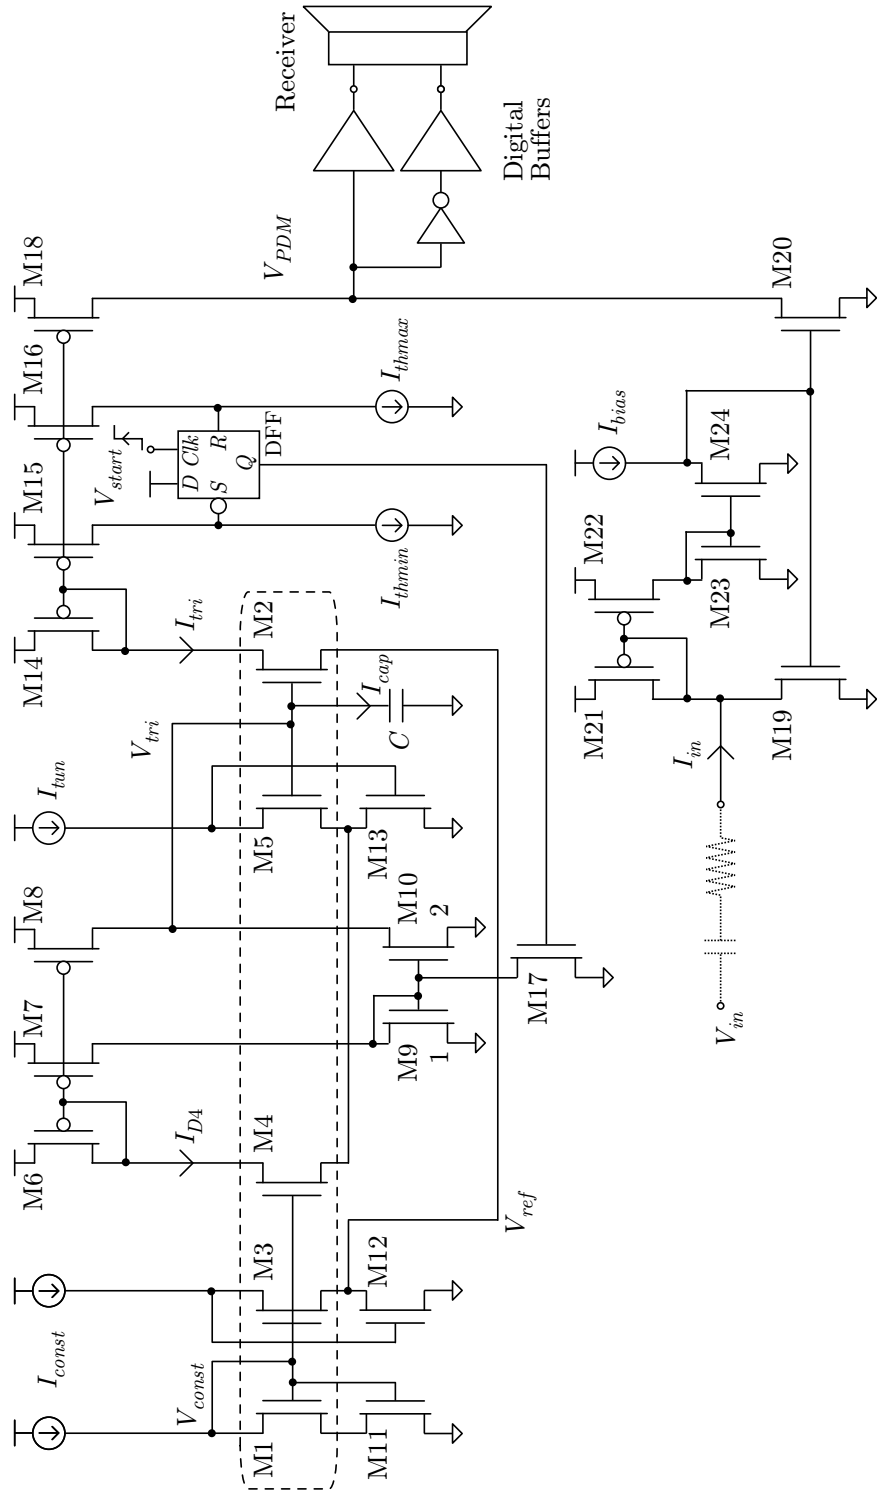 M1
M11
V_const
I_const
M3
M12
V_ref
M6
I_D4
M4
M7
M9
1
M8
M10
2
M17
I_tun
M5
M13
V_tri
C
I_cap
M14
I_tri
M2
M15
I_thmin
V_start
D Clk
S
R
Q
DFF
M16
I_thmax
M18
V_PDM
Receiver
Digital
Buffers
V_in
I_in
M21
M19
M22
M23
I_bias
M24
M20